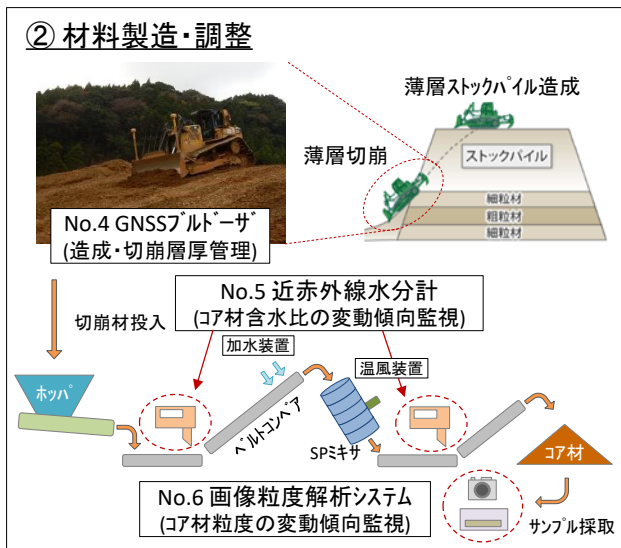 ② 材料製造・調整
薄層ストックパイル造成
薄層切崩
ストックパイル
細粒材
粗粒材
細粒材
No.4 GNSSブルドーザ
(造成・切崩層厚管理)
切崩材投入
No.5 近赤外線水分計
(コア材含水比の変動傾向監視)
加水装置
温風装置
ホッパ
ベルトコンベア
SPミキサ
コア材
No.6 画像粒度解析システム
(コア材粒度の変動傾向監視)
サンプル採取